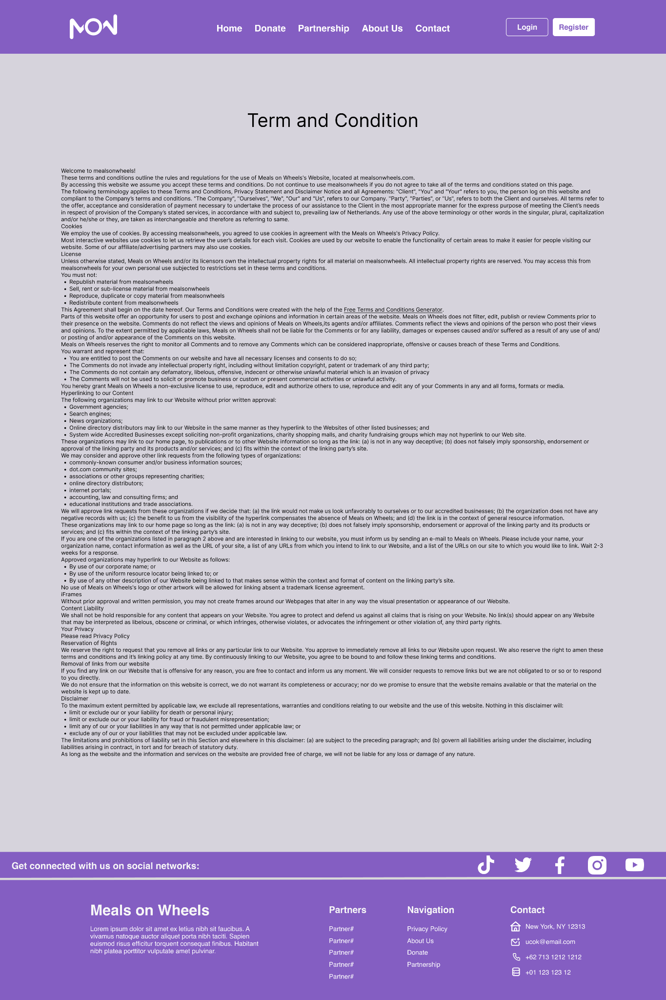 MOW
Home Donate Partnership About Us Contact Login Register
Term and Condition
Welcome to mealsonwheels!
These terms and conditions outline the rules and regulations for the use of Meals on Wheels's Website, located at mealsonwheels.com.
By accessing this website we assume you accept these terms and conditions. Do not continue to use mealsonwheels if you do not agree to take all of the terms and conditions stated on this page.
The following terminology applies to these Terms and Conditions, Privacy Statement and Disclaimer Notice and all Agreements: "Client", "You" and "Your" refers to you, the person log on this website and
compliant to the Company's terms and conditions. "The Company", "Ourselves", "We", "Our" and "Us", refers to our Company. "Party", "Parties", or "Us", refers to both the Client and ourselves. All terms refer to
the offer, acceptance and consideration of payment necessary to undertake the process of our assistance to the Client in the most appropriate manner for the express purpose of meeting the Client's needs
in respect of provision of the Company's stated services, in accordance with and subject to, prevailing law of Netherlands. Any use of the above terminology or other words in the singular, plural, capitalization
and/or he/she or they, are taken as interchangeable and therefore as referring to same.
Cookies
We employ the use of cookies. By accessing mealsonwheels, you agreed to use cookies in agreement with the Meals on Wheels's Privacy Policy.
Most interactive websites use cookies to let us retrieve the user's details for each visit. Cookies are used by our website to enable the functionality of certain areas to make it easier for people visiting our
website. Some of our affiliate/advertising partners may also use cookies.
License
Unless otherwise stated, Meals on Wheels and/or its licensors own the intellectual property rights for all material on mealsonwheels. All intellectual property rights are reserved. You may access this from
mealsonwheels for your own personal use subjected to restrictions set in these terms and conditions.
You must not:
• Republish material from mealsonwheels
• Sell, rent or sub-license material from mealsonwheels
• Reproduce, duplicate or copy material from mealsonwheels
• Redistribute content from mealsonwheels
This Agreement shall begin on the date hereof. Our Terms and Conditions were created with the help of the Free Terms and Conditions Generator.
Parts of this website offer an opportunity for users to post and exchange opinions and information in certain areas of the website. Meals on Wheels does not filter, edit, publish or review Comments prior to
their presence on the website. Comments do not reflect the views and opinions of Meals on Wheels,its agents and/or affiliates. Comments reflect the views and opinions of the person who post their views
and opinions. To the extent permitted by applicable laws, Meals on Wheels shall not be liable for the Comments or for any liability, damages or expenses caused and/or suffered as a result of any use of and/
or posting of and/or appearance of the Comments on this website.
Meals on Wheels reserves the right to monitor all Comments and to remove any Comments which can be considered inappropriate, offensive or causes breach of these Terms and Conditions.
You warrant and represent that:
• You are entitled to post the Comments on our website and have all necessary licenses and consents to do so;
• The Comments do not invade any intellectual property right, including without limitation copyright, patent or trademark of any third party;
• The Comments do not contain any defamatory, libelous, offensive, indecent or otherwise unlawful material which is an invasion of privacy
• The Comments will not be used to solicit or promote business or custom or present commercial activities or unlawful activity.
You hereby grant Meals on Wheels a non-exclusive license to use, reproduce, edit and authorize others to use, reproduce and edit any of your Comments in any and all forms, formats or media.
Hyperlinking to our Content
The following organizations may link to our Website without prior written approval:
• Government agencies;
• Search engines;
• News organizations;
• Online directory distributors may link to our Website in the same manner as they hyperlink to the Websites of other listed businesses; and
• System wide Accredited Businesses except soliciting non-profit organizations, charity shopping malls, and charity fundraising groups which may not hyperlink to our Web site.
These organizations may link to our home page, to publications or to other Website information so long as the link: (a) is not in any way deceptive; (b) does not falsely imply sponsorship, endorsement or
approval of the linking party and its products and/or services; and (c) fits within the context of the linking party's site.
We may consider and approve other link requests from the following types of organizations:
• commonly-known consumer and/or business information sources;
• dot.com community sites;
• associations or other groups representing charities;
• online directory distributors;
• internet portals;
• accounting, law and consulting firms; and
• educational institutions and trade associations.
We will approve link requests from these organizations if we decide that: (a) the link would not make us look unfavorably to ourselves or to our accredited businesses; (b) the organization does not have any
negative records with us; (c) the benefit to us from the visibility of the hyperlink compensates the absence of Meals on Wheels; and (d) the link is in the context of general resource information.
These organizations may link to our home page so long as the link: (a) is not in any way deceptive; (b) does not falsely imply sponsorship, endorsement or approval of the linking party and its products or
services; and (c) fits within the context of the linking party's site.
If you are one of the organizations listed in paragraph 2 above and are interested in linking to our website, you must inform us by sending an e-mail to Meals on Wheels. Please include your name, your
organization name, contact information as well as the URL of your site, a list of any URLs from which you intend to link to our Website, and a list of the URLs on our site to which you would like to link. Wait 2-3
weeks for a response.
Approved organizations may hyperlink to our Website as follows:
• By use of our corporate name; or
• By use of the uniform resource locator being linked to; or
• By use of any other description of our Website being linked to that makes sense within the context and format of content on the linking party's site.
No use of Meals on Wheels's logo or other artwork will be allowed for linking absent a trademark license agreement.
iFrames
Without prior approval and written permission, you may not create frames around our Webpages that alter in any way the visual presentation or appearance of our Website.
Content Liability
We shall not be hold responsible for any content that appears on your Website. You agree to protect and defend us against all claims that is rising on your Website. No link(s) should appear on any Website
that may be interpreted as libelous, obscene or criminal, or which infringes, otherwise violates, or advocates the infringement or other violation of, any third party rights.
Your Privacy
Please read Privacy Policy
Reservation of Rights
We reserve the right to request that you remove all links or any particular link to our Website. You approve to immediately remove all links to our Website upon request. We also reserve the right to amen these
terms and conditions and it's linking policy at any time. By continuously linking to our Website, you agree to be bound to and follow these linking terms and conditions.
Removal of links from our website
If you find any link on our Website that is offensive for any reason, you are free to contact and inform us any moment. We will consider requests to remove links but we are not obligated to or so or to respond
to you directly.
We do not ensure that the information on this website is correct, we do not warrant its completeness or accuracy; nor do we promise to ensure that the website remains available or that the material on the
website is kept up to date.
Disclaimer
To the maximum extent permitted by applicable law, we exclude all representations, warranties and conditions relating to our website and the use of this website. Nothing in this disclaimer will:
• limit or exclude our or your liability for death or personal injury;
• limit or exclude our or your liability for fraud or fraudulent misrepresentation;
• limit any of our or your liabilities in any way that is not permitted under applicable law; or
• exclude any of our or your liabilities that may not be excluded under applicable law.
The limitations and prohibitions of liability set in this Section and elsewhere in this disclaimer: (a) are subject to the preceding paragraph; and (b) govern all liabilities arising under the disclaimer, including
liabilities arising in contract, in tort and for breach of statutory duty.
As long as the website and the information and services on the website are provided free of charge, we will not be liable for any loss or damage of any nature.
Get connected with us on social networks:
Meals on Wheels
Lorem ipsum dolor sit amet ex letius nibh sit faucibus. A
vivamus natoque auctor aliquet porta nibh taciti. Sapien
euismod risus efficitur torquent consequat finibus. Habitant
nibh platea porttitor vulputate amet pulvinar.
Partners
Partner#
Partner#
Partner#
Partner#
Partner#
Navigation
Privacy Policy
About Us
Donate
Partnership
Contact
New York, NY 12313
ucok@email.com
+62 713 1212 1212
+01 123 123 12